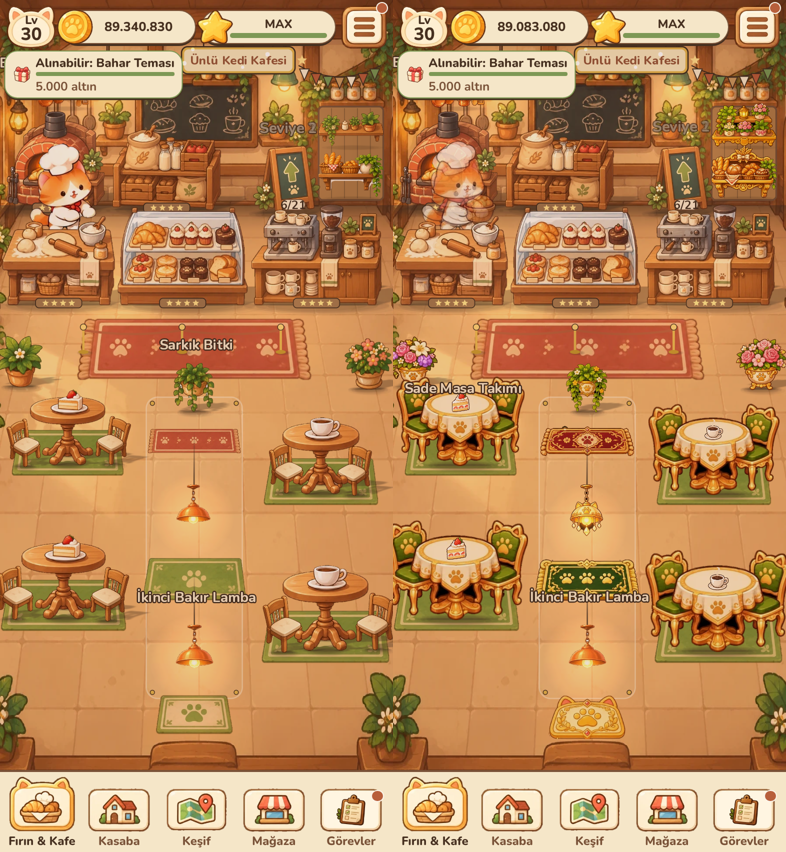 Lv
30
89.340.830
MAX
Alınabilir: Bahar Teması
5.000 altın
Ünlü Kedi Kafesi
Seviye 2
6/21
Sarkık Bitki
İkinci Bakır Lamba
Fırın & Kafe
Kasaba
Keşif
Mağaza
Görevler
Lv
30
89.083.080
MAX
Alınabilir: Bahar Teması
5.000 altın
Ünlü Kedi Kafesi
Seviye 2
6/21
Sade Masa Takımı
İkinci Bakır Lamba
Fırın & Kafe
Kasaba
Keşif
Mağaza
Görevler